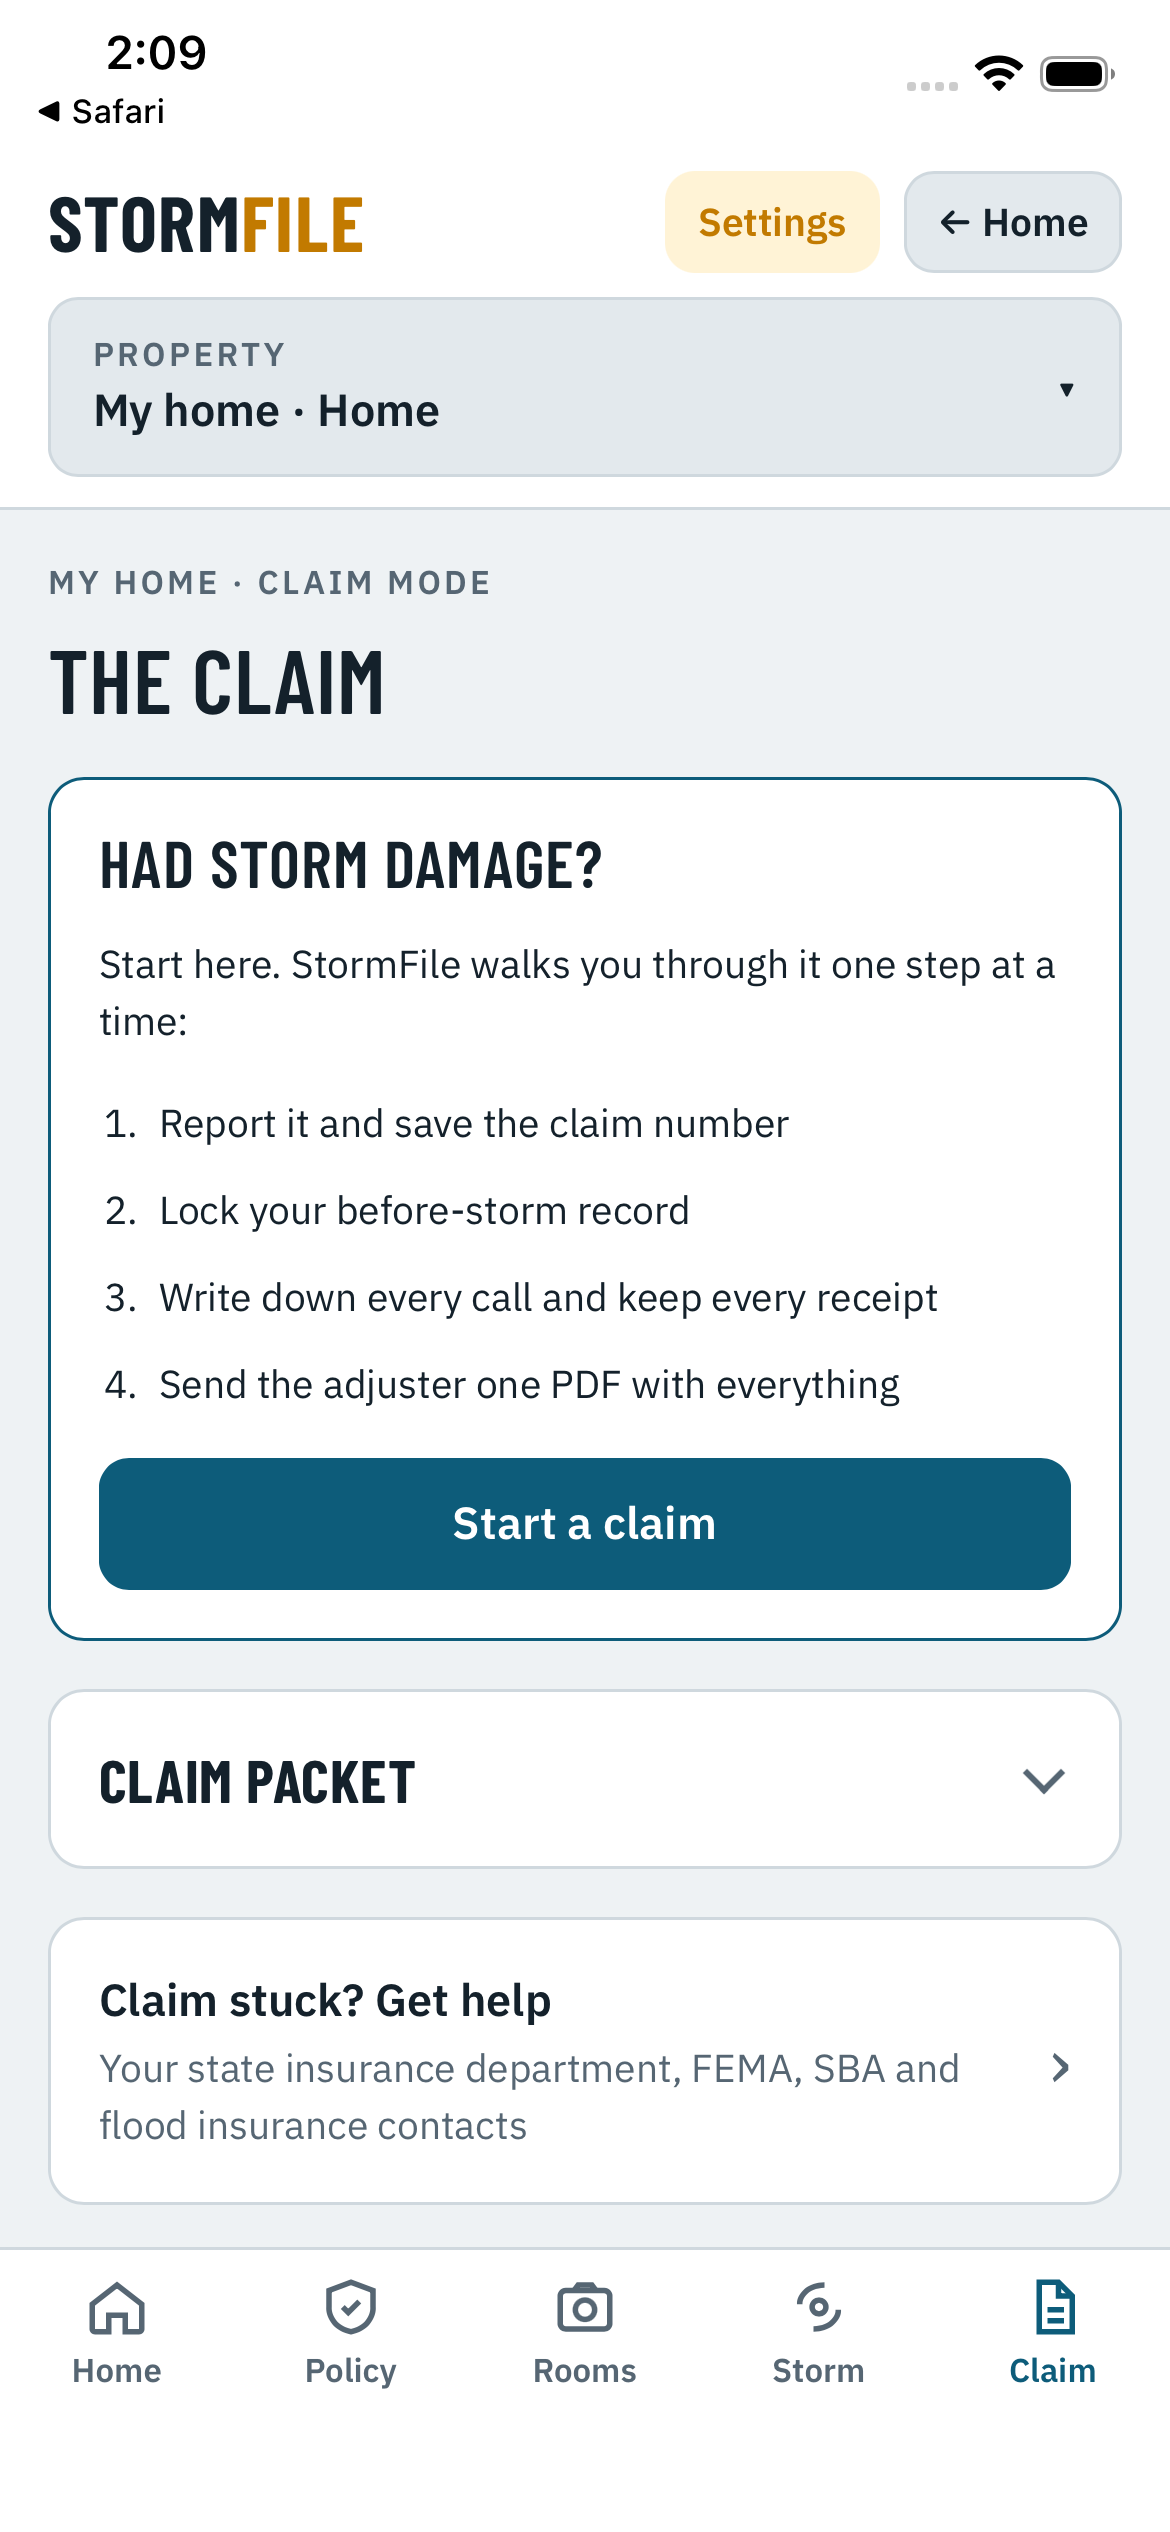 2:09
◀ Safari
STORMFILE
Settings
← Home
PROPERTY
My home · Home
▼
MY HOME · CLAIM MODE
THE CLAIM
HAD STORM DAMAGE?
Start here. StormFile walks you through it one step at a
time:
1. Report it and save the claim number
2. Lock your before-storm record
3. Write down every call and keep every receipt
4. Send the adjuster one PDF with everything
Start a claim
CLAIM PACKET
Claim stuck? Get help
Your state insurance department, FEMA, SBA and
flood insurance contacts
Home
Policy
Rooms
Storm
Claim